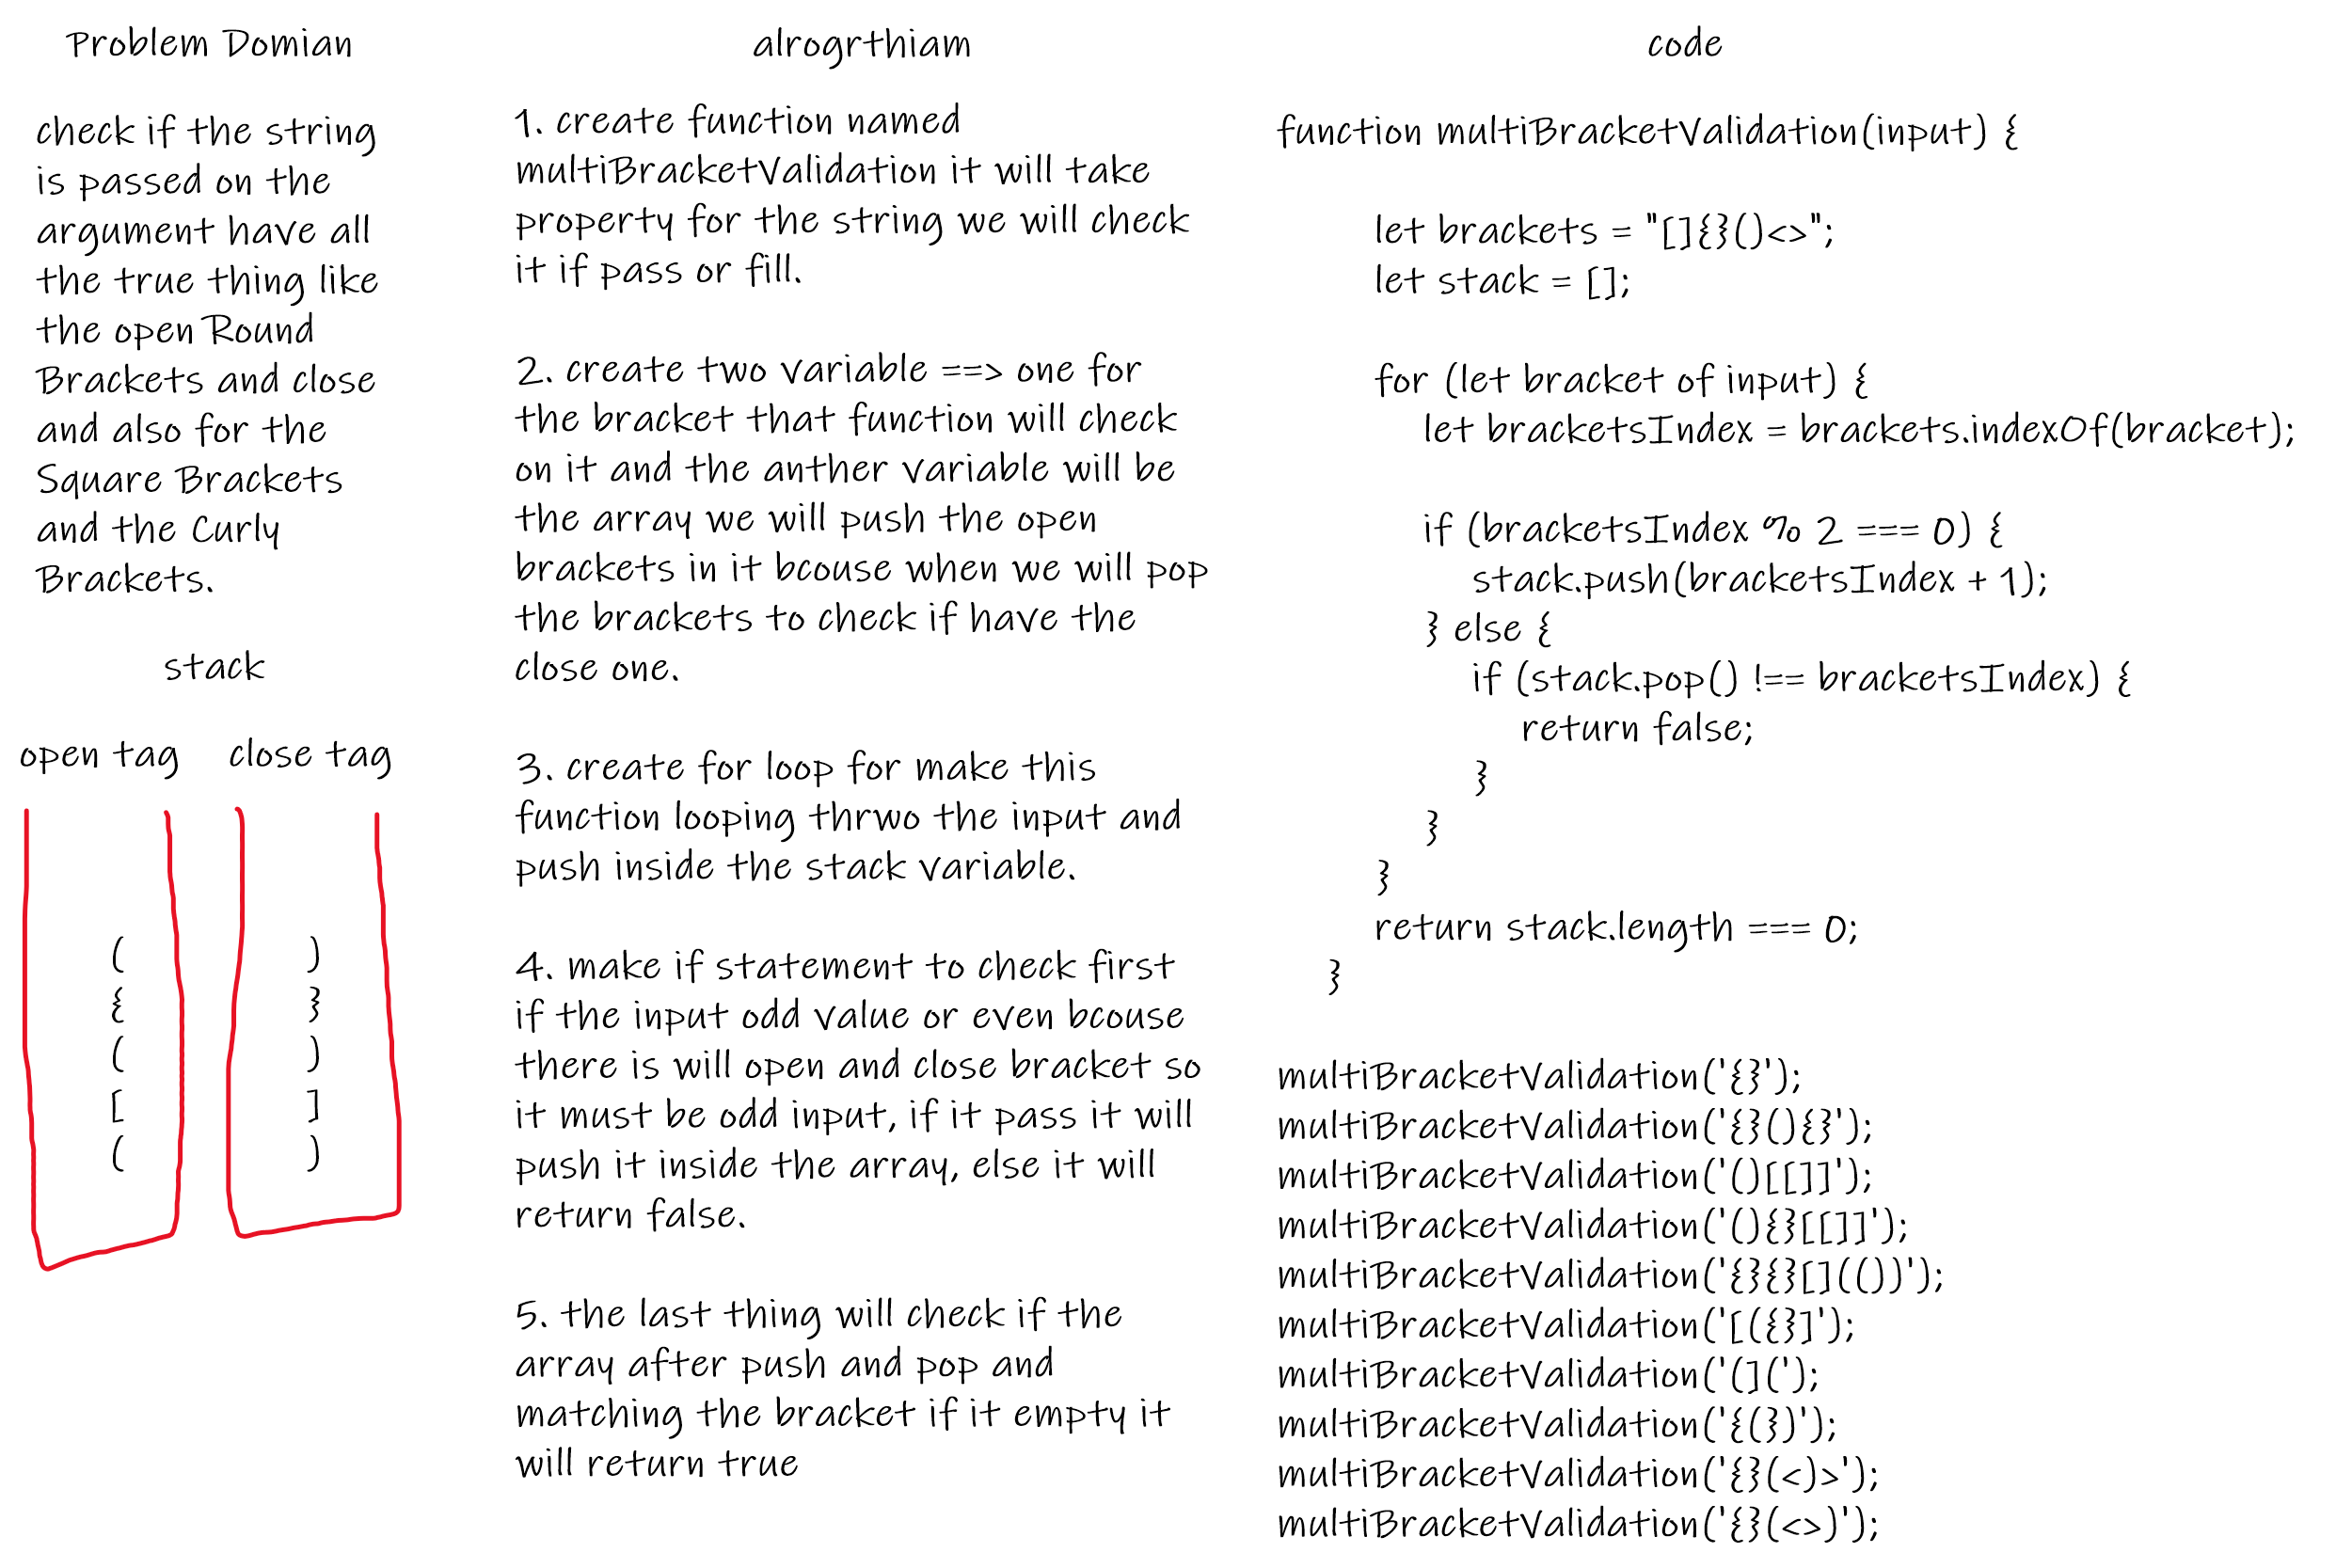 Problem Domian
check if the string
is passed on the
argument have all
the true thing like
the open Round
Brackets and close
and also for the
Square Brackets
and the Curly
Brackets.
stack
open tag close tag
( )
{ }
( )
[ ]
( )
alrogrthiam
1. create function named
multiBracketValidation it will take
property for the string we will check
it if pass or fill.
2. create two variable ==> one for
the bracket that function will check
on it and the anther variable will be
the array we will push the open
brackets in it bcouse when we will pop
the brackets to check if have the
close one.
3. create for loop for make this
function looping thrwo the input and
push inside the stack variable.
4. make if statement to check first
if the input odd value or even bcouse
there is will open and close bracket so
it must be odd input, if it pass it will
push it inside the array, else it will
return false.
5. the last thing will check if the
array after push and pop and
matching the bracket if it empty it
will return true
code
function multiBracketValidation(input) {
let brackets = "[]{}()<>";
let stack = [];
for (let bracket of input) {
let bracketsIndex = brackets.indexOf(bracket);
if (bracketsIndex % 2 === 0) {
stack.push(bracketsIndex + 1);
} else {
if (stack.pop() !== bracketsIndex) {
return false;
}
}
}
return stack.length === 0;
}
multiBracketValidation('{}');
multiBracketValidation('{}(){}');
multiBracketValidation('()[[]]');
multiBracketValidation('(){}[[]]');
multiBracketValidation('{}{}[](())');
multiBracketValidation('[({}]');
multiBracketValidation('(](');
multiBracketValidation('{(})');
multiBracketValidation('{}(<)>');
multiBracketValidation('{}(<>)');